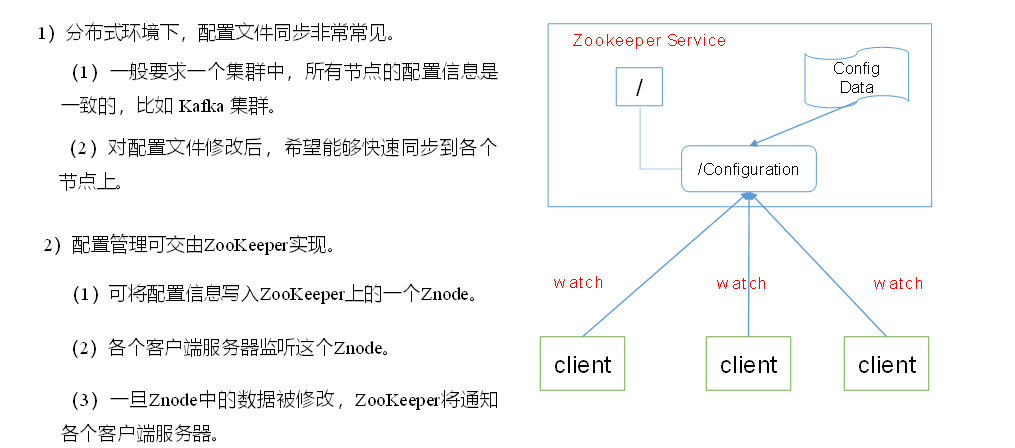 1）分布式环境下，配置文件同步非常常见。
（1）一般要求一个集群中，所有节点的配置信息是
一致的，比如 Kafka 集群。
（2）对配置文件修改后，希望能够快速同步到各个
节点上。
2）配置管理可交由ZooKeeper实现。
（1）可将配置信息写入ZooKeeper上的一个Znode。
（2）各个客户端服务器监听这个Znode。
（3）一旦Znode中的数据被修改，ZooKeeper将通知
各个客户端服务器。
Zookeeper Service
/
Config
Data
/Configuration
watch
watch
watch
client
client
client